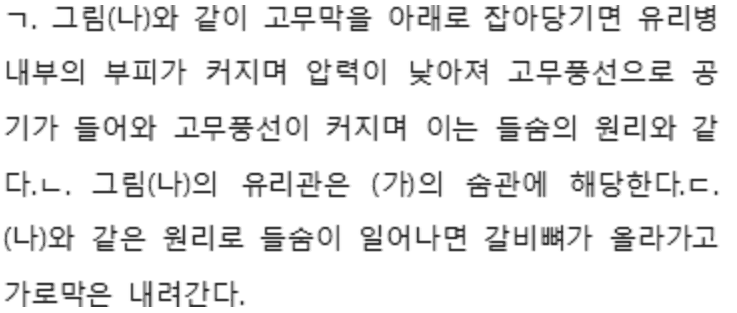 ㄱ. 그림(나)와 같이 고무막을 아래로 잡아당기면 유리병
내부의 부피가 커지며 압력이 낮아져 고무풍선으로 공
기가 들어와 고무풍선이 커지며 이는 들숨의 원리와 같
다.ㄴ. 그림(나)의 유리관은 (가)의 숨관에 해당한다.ㄷ.
(나)와 같은 원리로 들숨이 일어나면 갈비뼈가 올라가고
가로막은 내려간다.